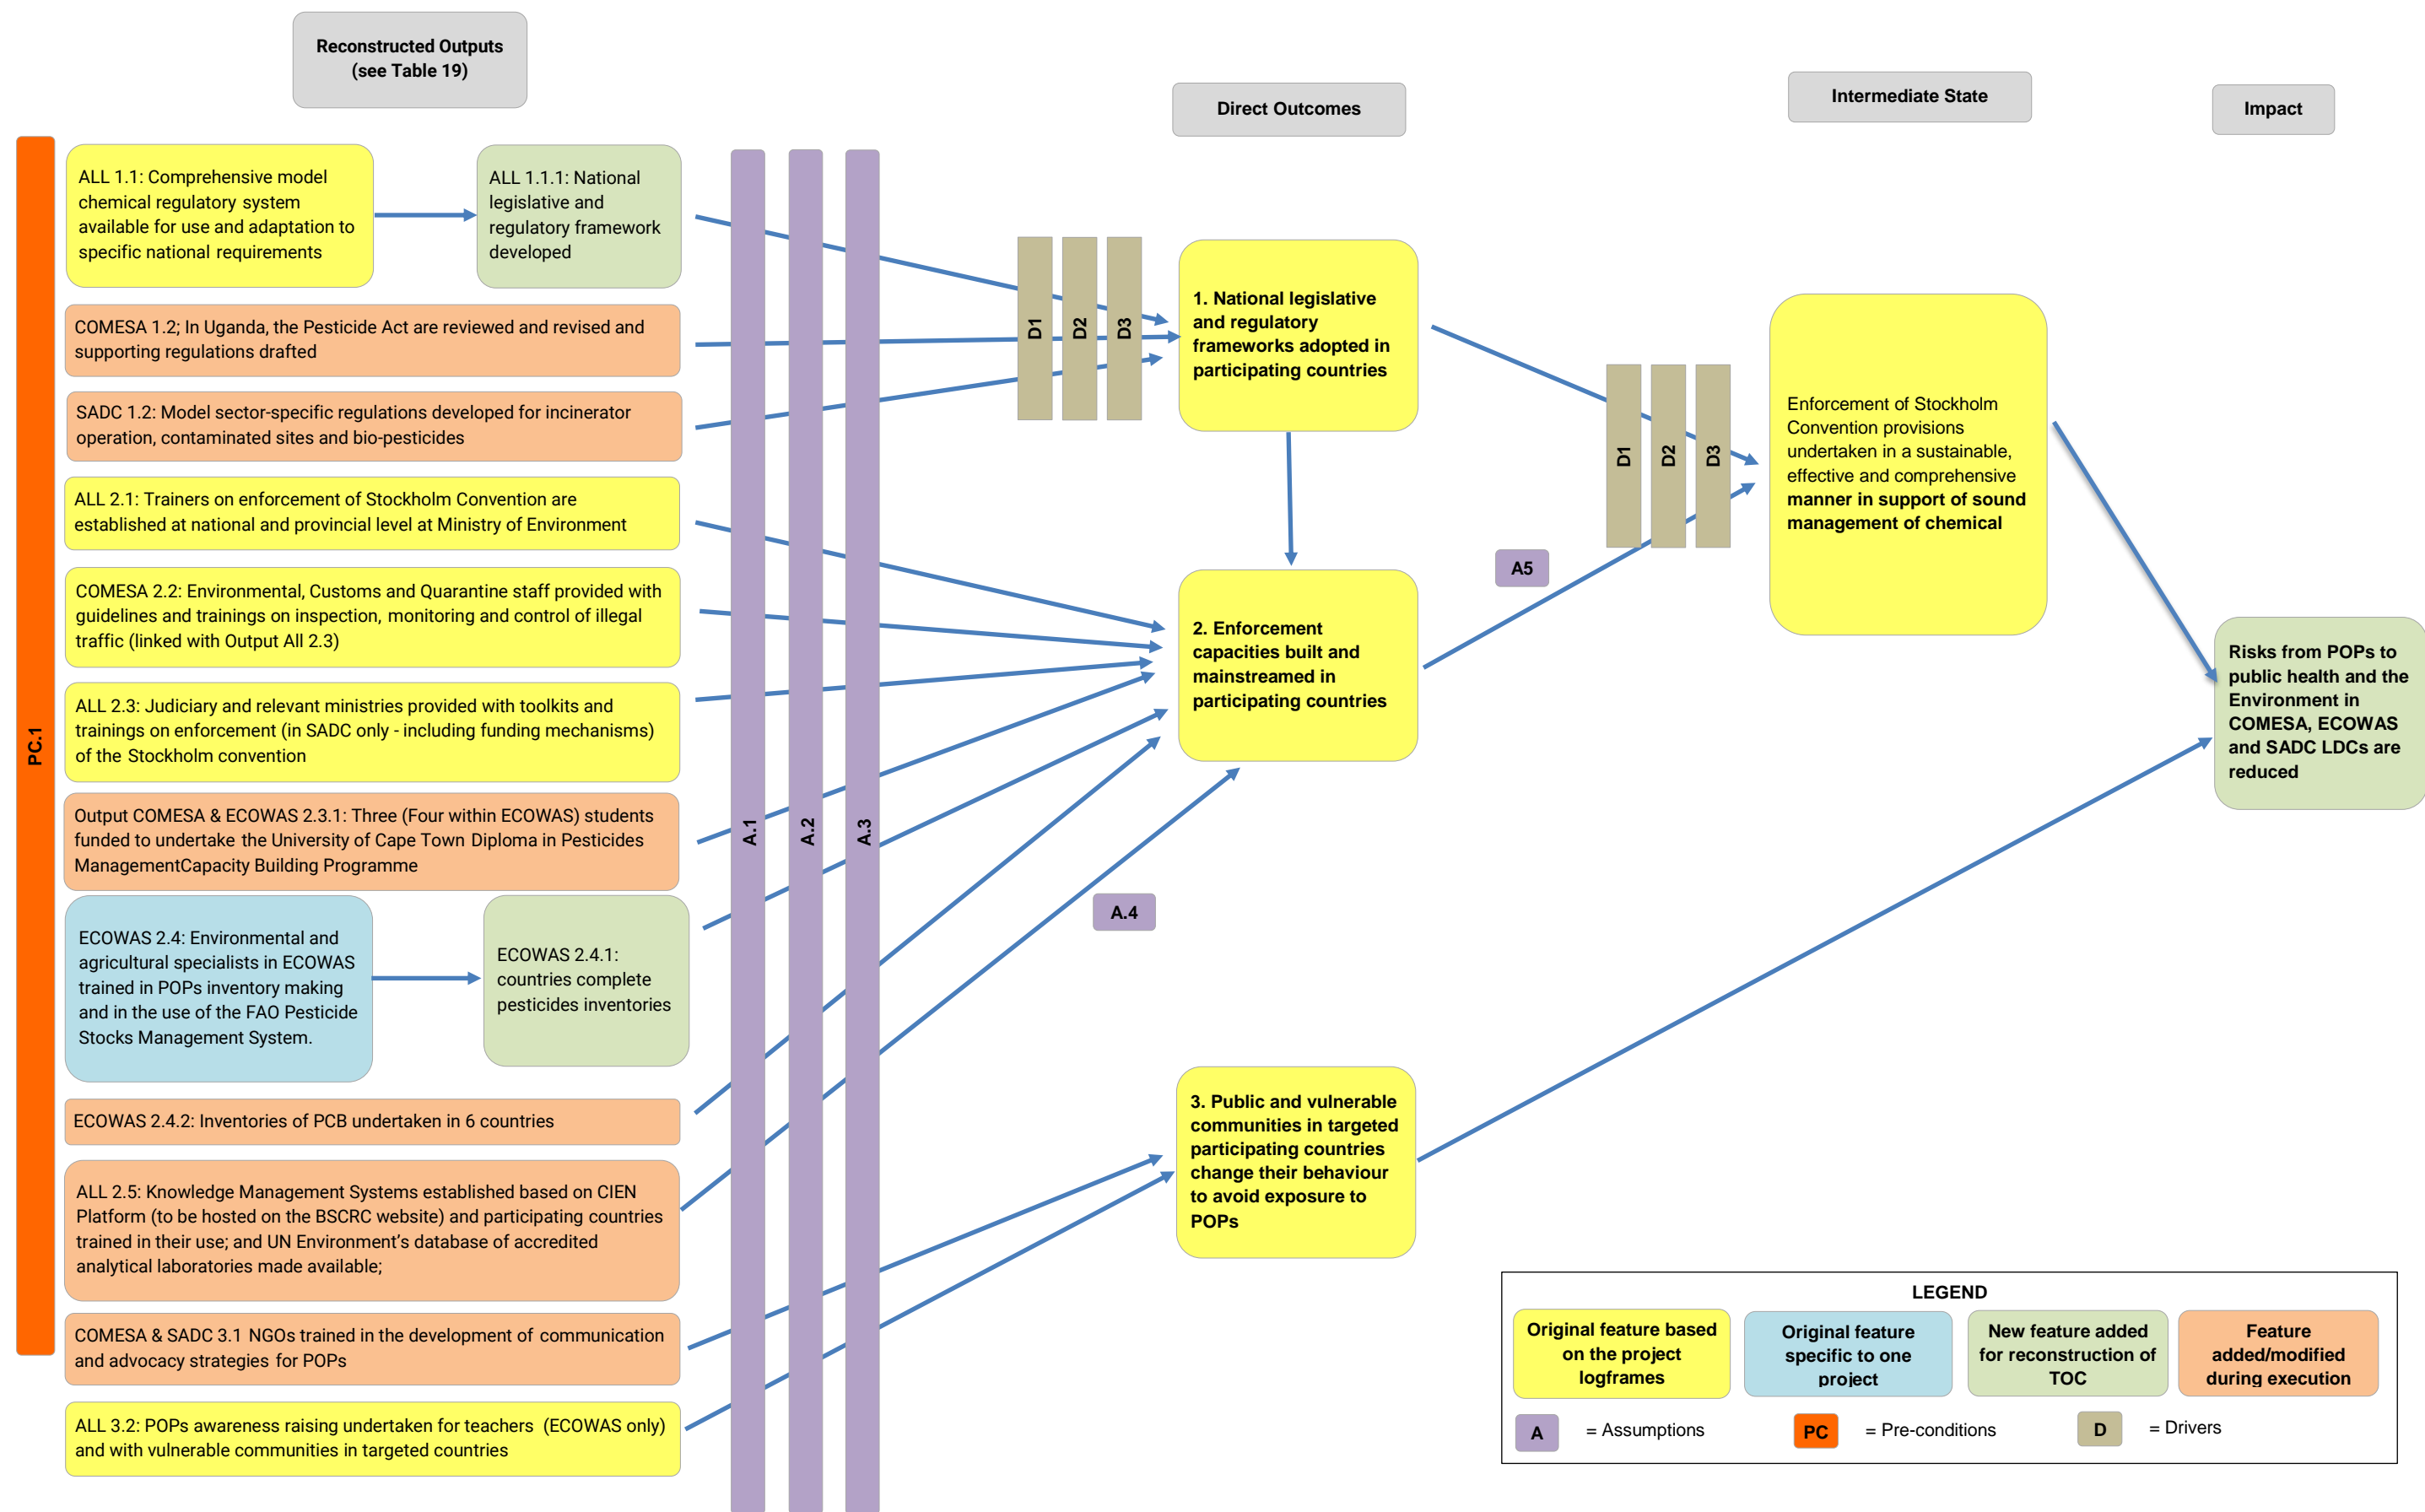 Reconstructed Outputs
(see Table 19)
Direct Outcomes
Intermediate State
Impact
PC.1
ALL 1.1: Comprehensive model
chemical regulatory system
available for use and adaptation to
specific national requirements
ALL 1.1.1: National
legislative and
regulatory framework
developed
COMESA 1.2; In Uganda, the Pesticide Act are reviewed and revised and
supporting regulations drafted
SADC 1.2: Model sector-specific regulations developed for incinerator
operation, contaminated sites and bio-pesticides
ALL 2.1: Trainers on enforcement of Stockholm Convention are
established at national and provincial level at Ministry of Environment
COMESA 2.2: Environmental, Customs and Quarantine staff provided with
guidelines and trainings on inspection, monitoring and control of illegal
traffic (linked with Output All 2.3)
ALL 2.3: Judiciary and relevant ministries provided with toolkits and
trainings on enforcement (in SADC only - including funding mechanisms)
of the Stockholm convention
Output COMESA & ECOWAS 2.3.1: Three (Four within ECOWAS) students
funded to undertake the University of Cape Town Diploma in Pesticides
ManagementCapacity Building Programme
ECOWAS 2.4: Environmental and
agricultural specialists in ECOWAS
trained in POPs inventory making
and in the use of the FAO Pesticide
Stocks Management System.
ECOWAS 2.4.1:
countries complete
pesticides inventories
ECOWAS 2.4.2: Inventories of PCB undertaken in 6 countries
ALL 2.5: Knowledge Management Systems established based on CIEN
Platform (to be hosted on the BSCRC website) and participating countries
trained in their use; and UN Environment’s database of accredited
analytical laboratories made available;
COMESA & SADC 3.1 NGOs trained in the development of communication
and advocacy strategies for POPs
ALL 3.2: POPs awareness raising undertaken for teachers (ECOWAS only)
and with vulnerable communities in targeted countries
A.1
A.2
A.3
D1
D2
D3
1. National legislative
and regulatory
frameworks adopted in
participating countries
2. Enforcement
capacities built and
mainstreamed in
participating countries
A.4
3. Public and vulnerable
communities in targeted
participating countries
change their behaviour
to avoid exposure to
POPs
A5
D1
D2
D3
Enforcement of Stockholm
Convention provisions
undertaken in a sustainable,
effective and comprehensive
manner in support of sound
management of chemical
Risks from POPs to
public health and the
Environment in
COMESA, ECOWAS
and SADC LDCs are
reduced
LEGEND
Original feature based
on the project
logframes
Original feature
specific to one
project
New feature added
for reconstruction of
TOC
Feature
added/modified
during execution
A
= Assumptions
PC
= Pre-conditions
D
= Drivers